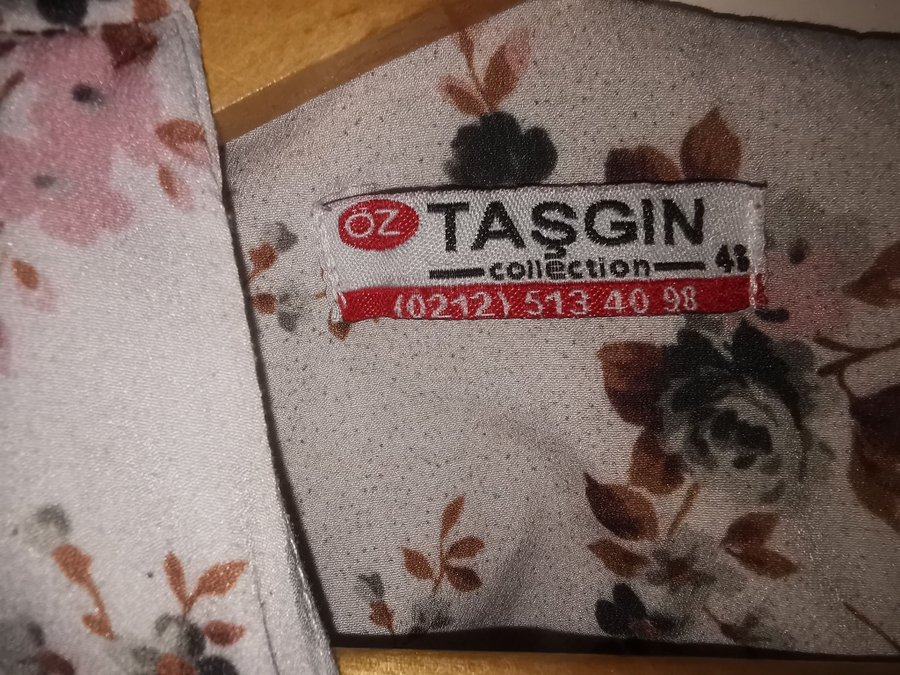 ÖZ TAŞGIN
collection 48
(0212) 513 40 98